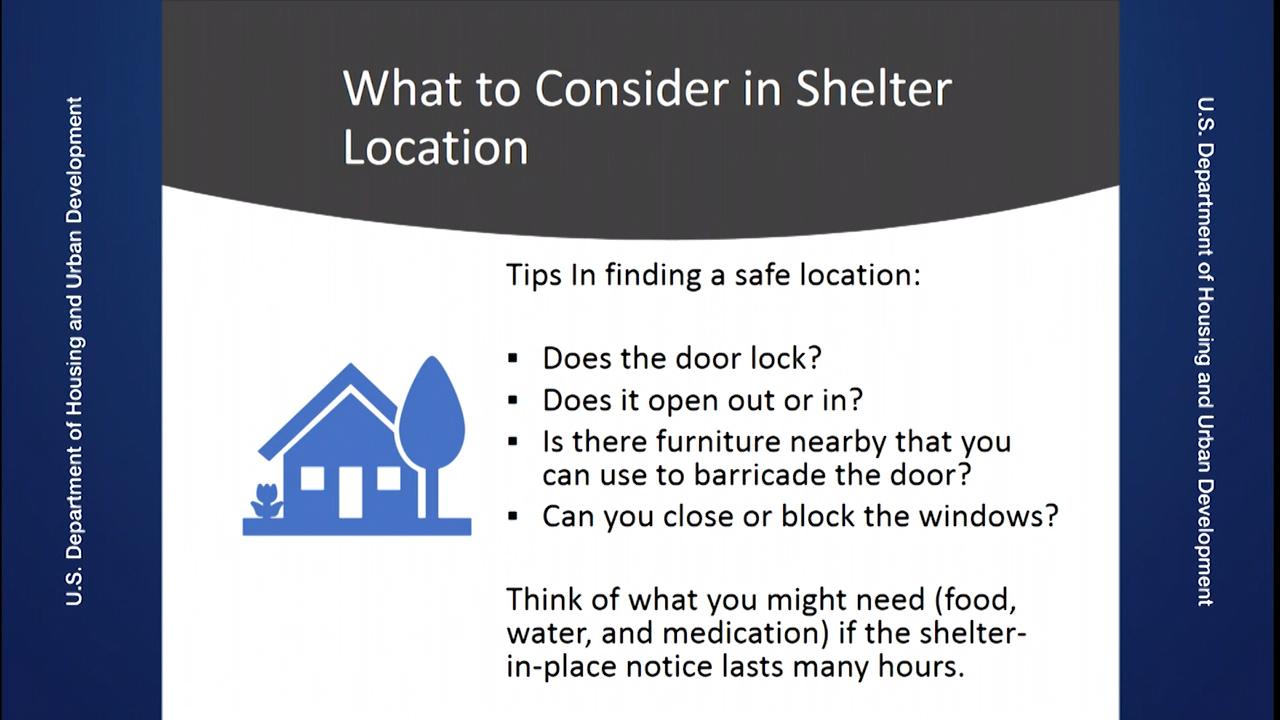 What to Consider in Shelter
Location
U.S. Department of Housing and Urban Development
Tips In finding a safe location:
▪ Does the door lock?
▪ Does it open out or in?
▪ Is there furniture nearby that you
can use to barricade the door?
▪ Can you close or block the windows?
Think of what you might need (food,
water, and medication) if the shelter-
in-place notice lasts many hours.
U.S. Department of Housing and Urban Development